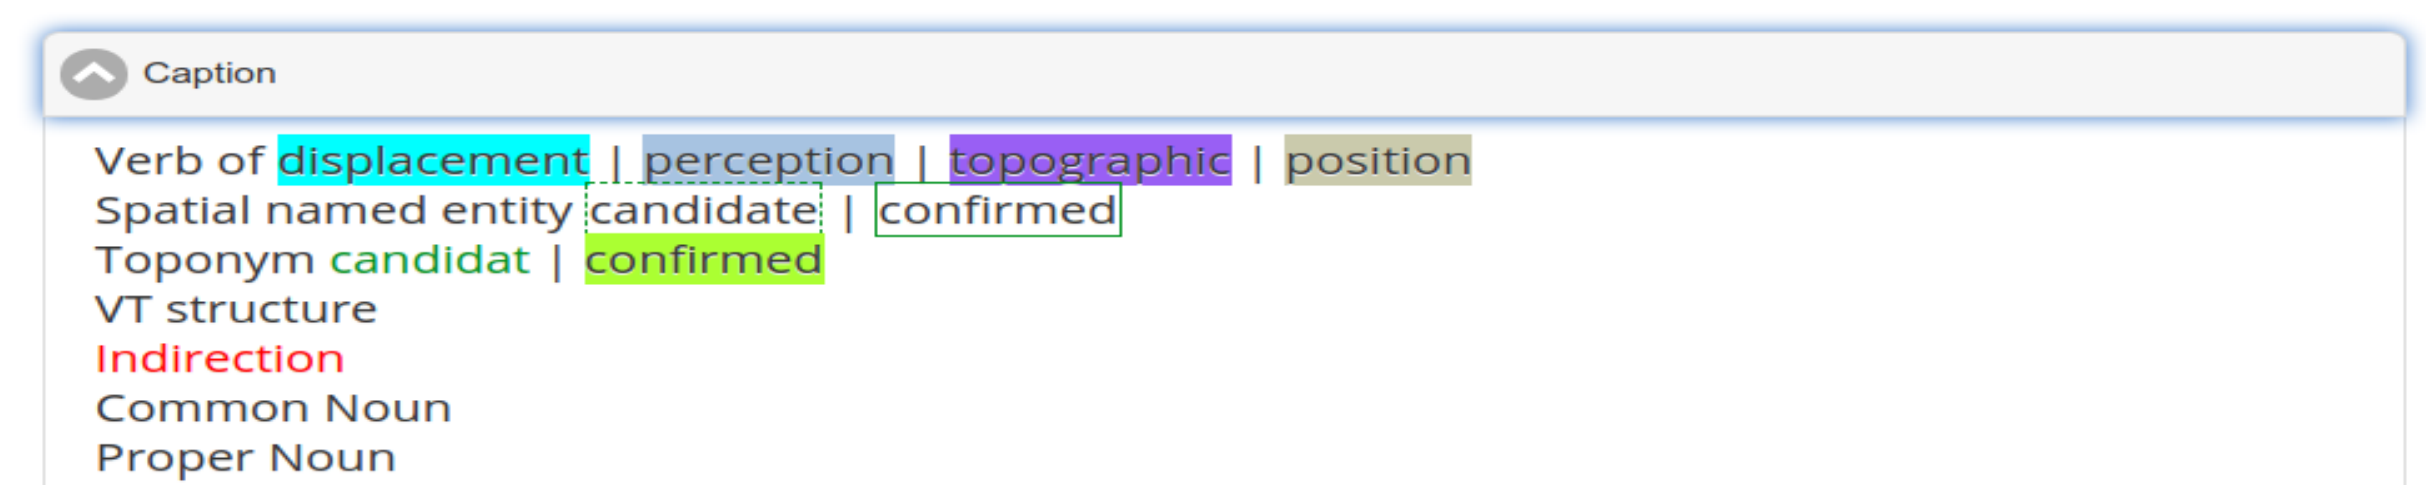 Caption
Verb of displacement | perception | topographic | position
Spatial named entity candidate | confirmed
Toponym candidat | confirmed
VT structure
Indirection
Common Noun
Proper Noun